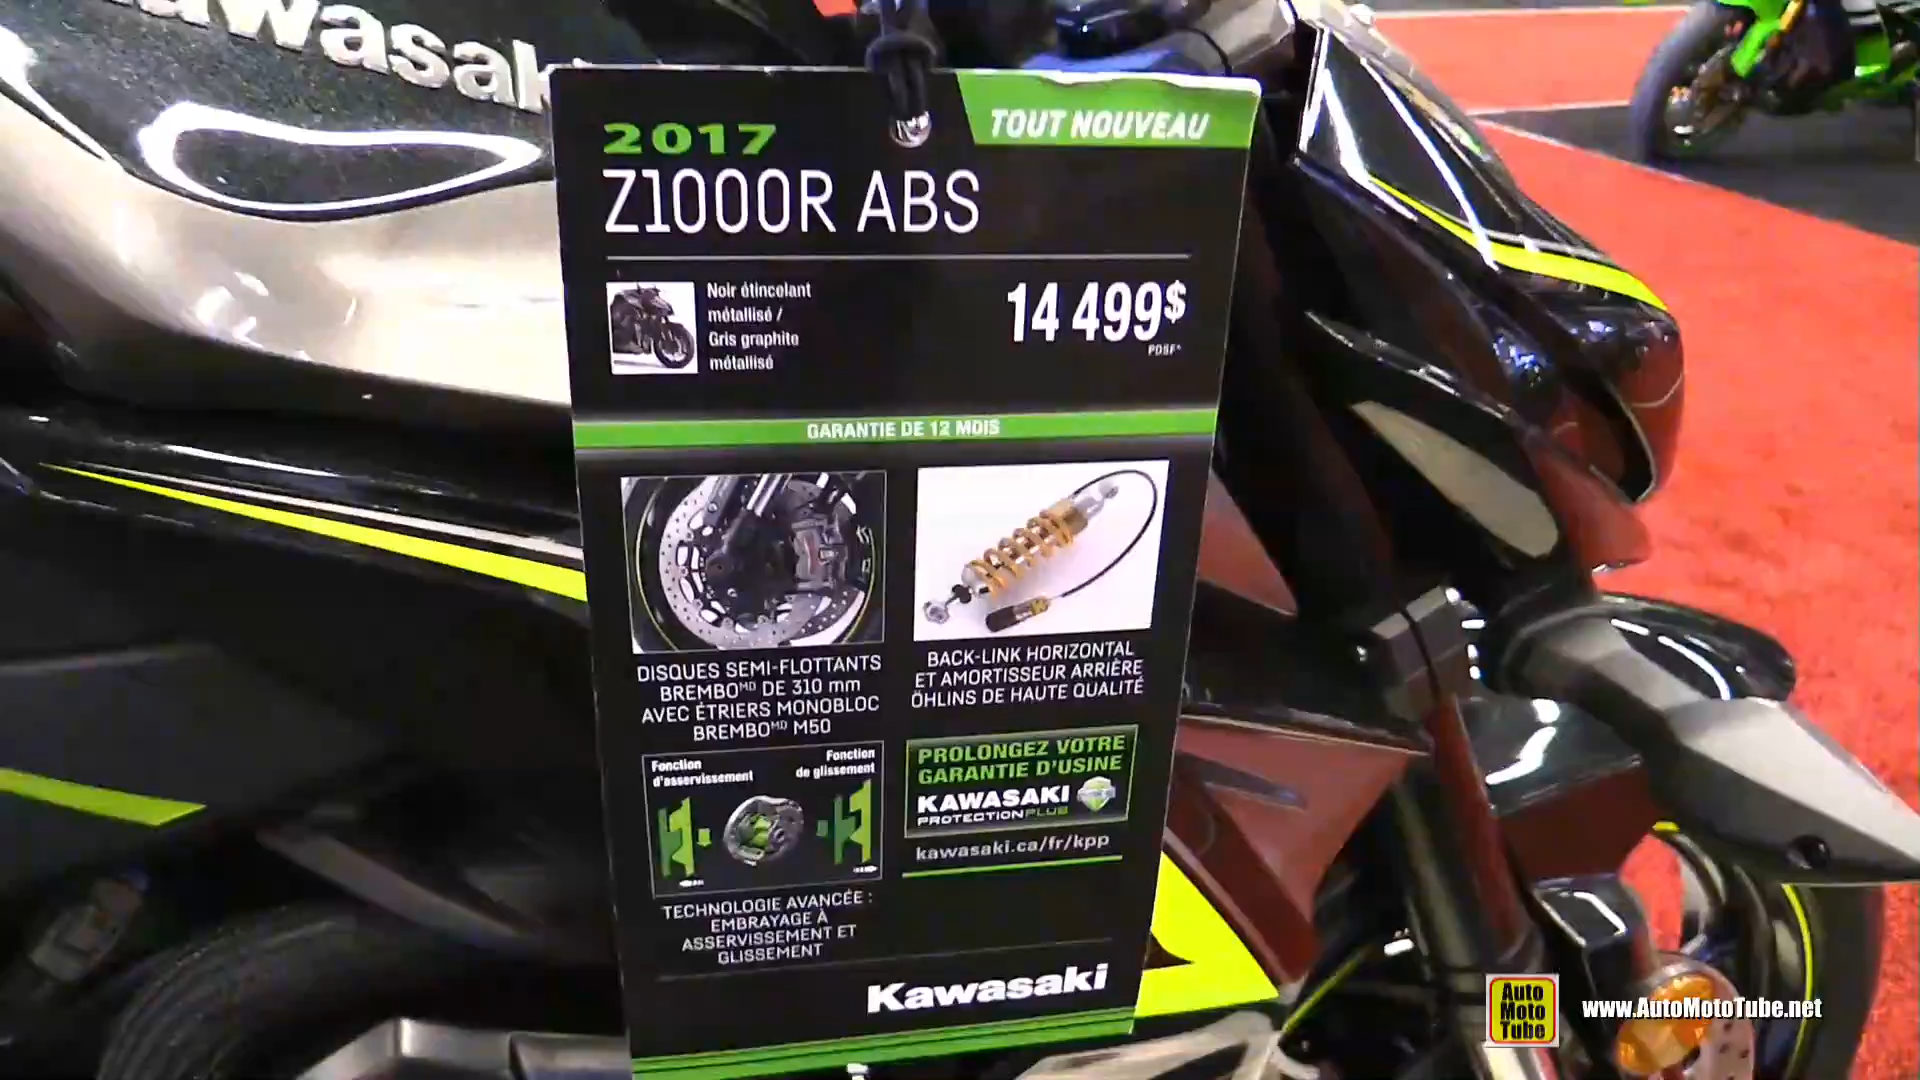 Kawasaki
2017
TOUT NOUVEAU
Z1000R ABS
Noir étincelant
métallisé /
Gris graphite
métallisé
14 499$
PDSF*
GARANTIE DE 12 MOIS
DISQUES SEMI-FLOTTANTS
BREMBOᴹᴰ DE 310 mm
AVEC ÉTRIERS MONOBLOC
BREMBOᴹᴰ M50
BACK-LINK HORIZONTAL
ET AMORTISSEUR ARRIÈRE
ÖHLINS DE HAUTE QUALITÉ
Fonction
d'asservissement
Fonction
de glissement
TECHNOLOGIE AVANCÉE :
EMBRAYAGE À
ASSERVISSEMENT ET
GLISSEMENT
PROLONGEZ VOTRE
GARANTIE D'USINE
KAWASAKI
PROTECTION PLUS
kawasaki.ca/fr/kpp
Kawasaki
Auto
Moto
Tube
www.AutoMotoTube.net